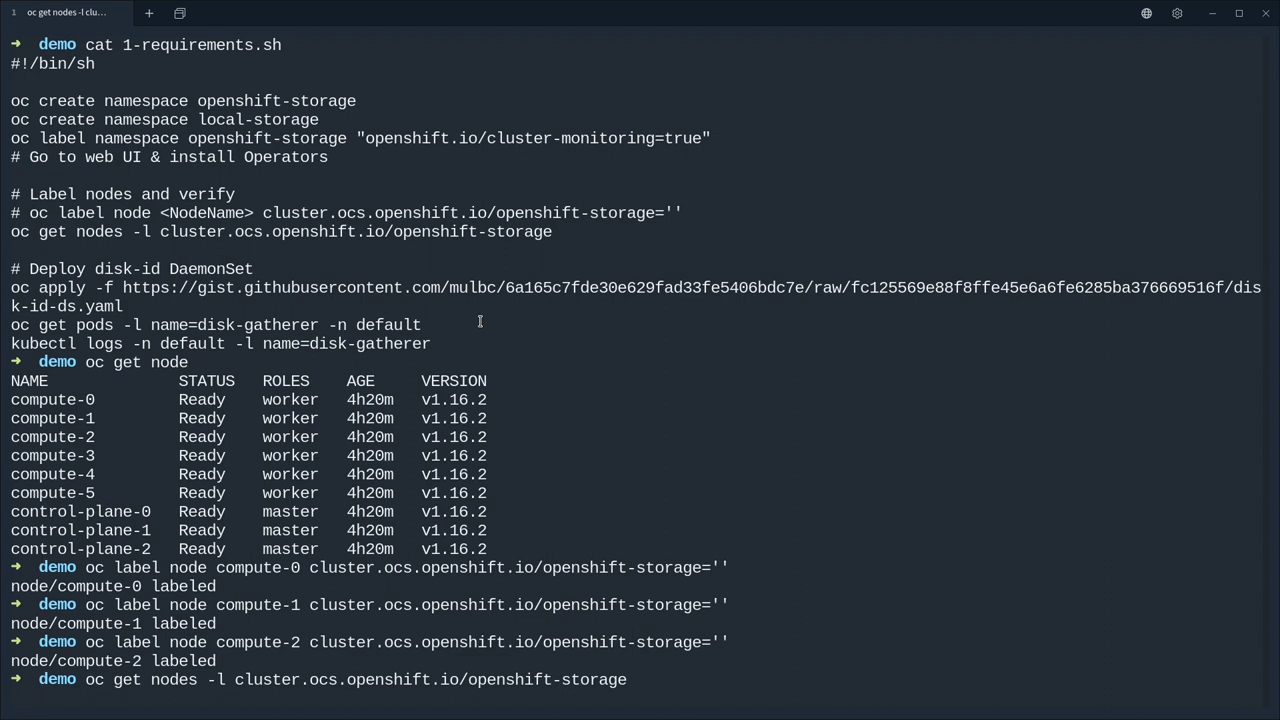 1 oc get nodes -l clu...
➜ demo cat 1-requirements.sh
#!/bin/sh
oc create namespace openshift-storage
oc create namespace local-storage
oc label namespace openshift-storage "openshift.io/cluster-monitoring=true"
# Go to web UI & install Operators
# Label nodes and verify
# oc label node <NodeName> cluster.ocs.openshift.io/openshift-storage=''
oc get nodes -l cluster.ocs.openshift.io/openshift-storage
# Deploy disk-id DaemonSet
oc apply -f https://gist.githubusercontent.com/mulbc/6a165c7fde30e629fad33fe5406bdc7e/raw/fc125569e88f8ffe45e6a6fe6285ba376669516f/dis
k-id-ds.yaml
oc get pods -l name=disk-gatherer -n default
kubectl logs -n default -l name=disk-gatherer
➜ demo oc get node
NAME STATUS ROLES AGE VERSION
compute-0 Ready worker 4h20m v1.16.2
compute-1 Ready worker 4h20m v1.16.2
compute-2 Ready worker 4h20m v1.16.2
compute-3 Ready worker 4h20m v1.16.2
compute-4 Ready worker 4h20m v1.16.2
compute-5 Ready worker 4h20m v1.16.2
control-plane-0 Ready master 4h20m v1.16.2
control-plane-1 Ready master 4h20m v1.16.2
control-plane-2 Ready master 4h20m v1.16.2
➜ demo oc label node compute-0 cluster.ocs.openshift.io/openshift-storage=''
node/compute-0 labeled
➜ demo oc label node compute-1 cluster.ocs.openshift.io/openshift-storage=''
node/compute-1 labeled
➜ demo oc label node compute-2 cluster.ocs.openshift.io/openshift-storage=''
node/compute-2 labeled
➜ demo oc get nodes -l cluster.ocs.openshift.io/openshift-storage